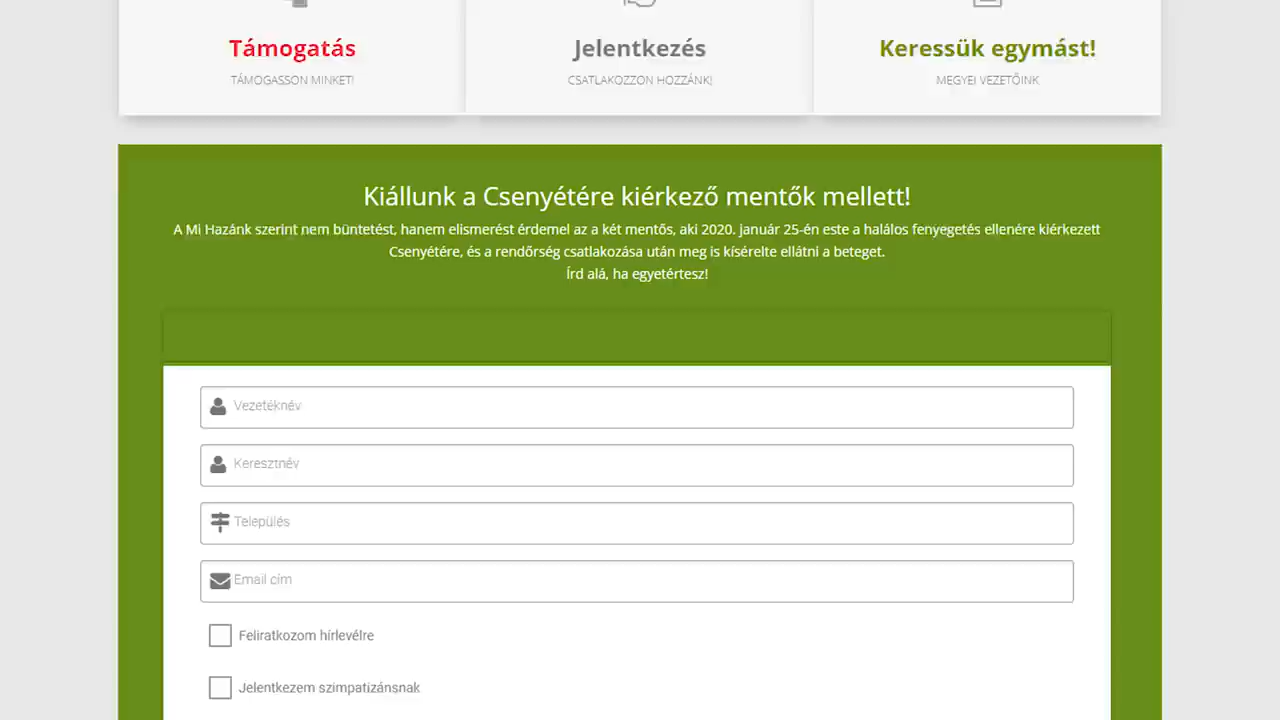 Támogatás
TÁMOGASSON MINKET!
Jelentkezés
CSATLAKOZZON HOZZÁNK!
Keressük egymást!
MEGYEI VEZETŐINK
Kiállunk a Csenyétére kiérkező mentők mellett!
A Mi Hazánk szerint nem büntetést, hanem elismerést érdemel az a két mentős, aki 2020. január 25-én este a halálos fenyegetés ellenére kiérkezett
Csenyétére, és a rendőrség csatlakozása után meg is kísérelte ellátni a beteget.
Írd alá, ha egyetértesz!
Vezetéknév
Keresztnév
Település
Email cím
Feliratkozom hírlevélre
Jelentkezem szimpatizánsnak